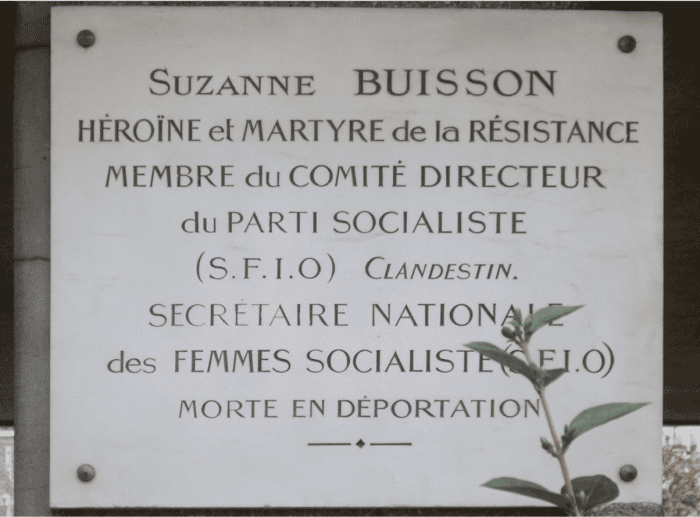 SUZANNE BUISSON
HÉROÏNE et MARTYRE de la RÉSISTANCE
MEMBRE du COMITÉ DIRECTEUR
du PARTI SOCIALISTE
(S.F.I.O) CLANDESTIN.
SECRÉTAIRE NATIONALE
des FEMMES SOCIALISTE (S.F.I.O)
MORTE EN DÉPORTATION